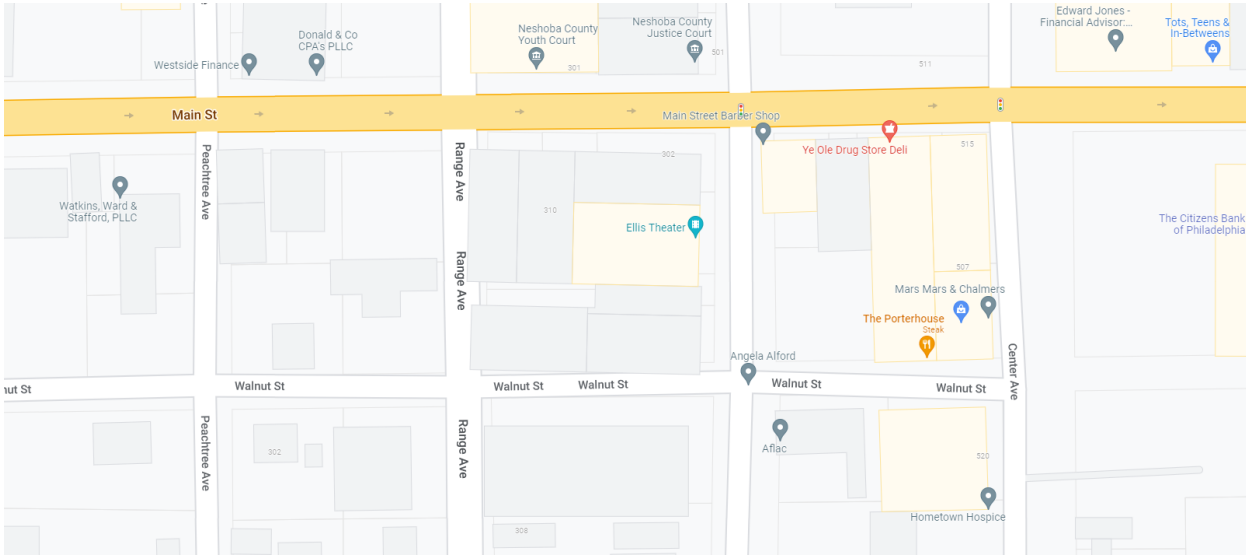 Edward Jones -
Financial Advisor:...
Tots, Teens &
In-Betweens
Neshoba County
Justice Court
Neshoba County
Youth Court
Donald & Co
CPA's PLLC
Westside Finance
501
301
511
Main St
Main Street Barber Shop
Ye Ole Drug Store Deli
515
302
Peachtree Ave
Range Ave
Watkins, Ward &
Stafford, PLLC
310
Ellis Theater
The Citizens Bank
of Philadelphia
Range Ave
507
Mars Mars & Chalmers
The Porterhouse
Steak
Angela Alford
Center Ave
Walnut St
Walnut St
Walnut St
Walnut St
Walnut St
Peachtree Ave
Range Ave
Aflac
302
520
Hometown Hospice
308